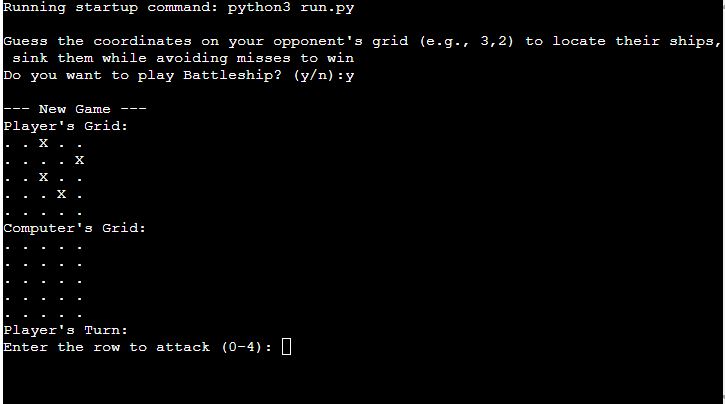 Running startup command: python3 run.py
Guess the coordinates on your opponent's grid (e.g., 3,2) to locate their ships,
sink them while avoiding misses to win
Do you want to play Battleship? (y/n):y
--- New Game ---
Player's Grid:
. . X . .
. . . . X
. . X . .
. . . X .
. . . . .
Computer's Grid:
. . . . .
. . . . .
. . . . .
. . . . .
. . . . .
Player's Turn:
Enter the row to attack (0-4):